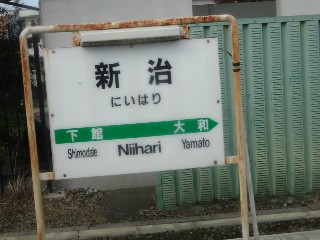 新治
にいはり
下館 大和
Shimodate Niihari Yamato